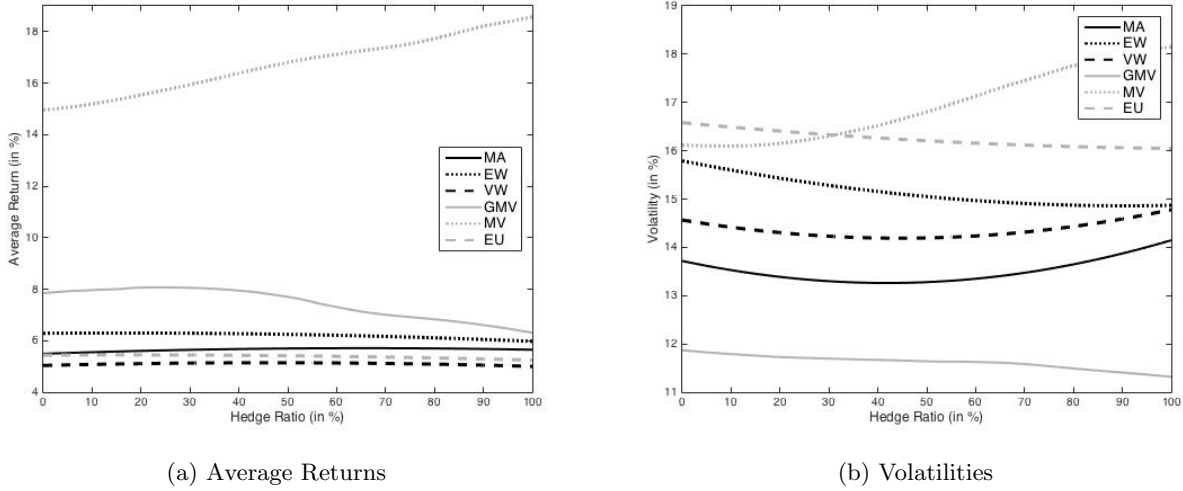 18
16
14
12
10
8
6
4
0 10 20 30 40 50 60 70 80 90 100
Average Return (in %)
Hedge Ratio (in %)
MA
EW
VW
GMV
MV
EU
(a) Average Returns
19
18
17
16
15
14
13
12
11
0 10 20 30 40 50 60 70 80 90 100
Volatility (in %)
Hedge Ratio (in %)
MA
EW
VW
GMV
MV
EU
(b) Volatilities